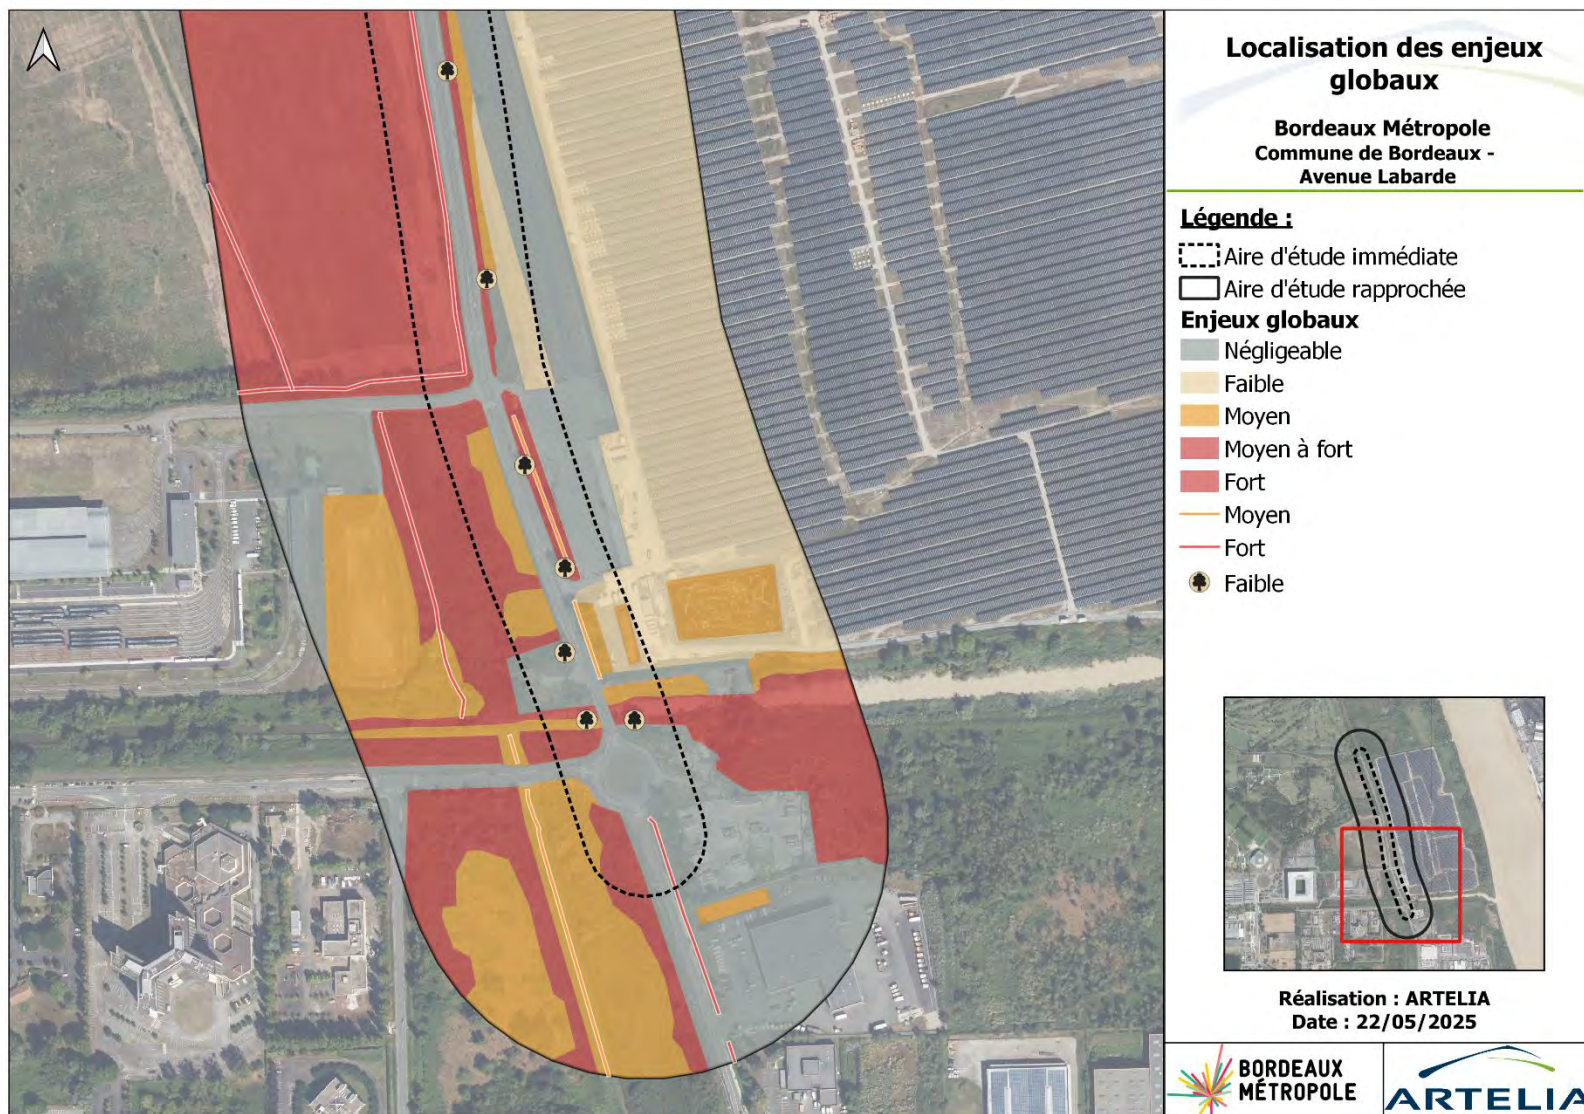 Localisation des enjeux
globaux
Bordeaux Métropole
Commune de Bordeaux -
Avenue Labarde
Légende :
Aire d'étude immédiate
Aire d'étude rapprochée
Enjeux globaux
Négligeable
Faible
Moyen
Moyen à fort
Fort
Moyen
Fort
Faible
Réalisation : ARTELIA
Date : 22/05/2025
BORDEAUX
MÉTROPOLE
ARTELIA